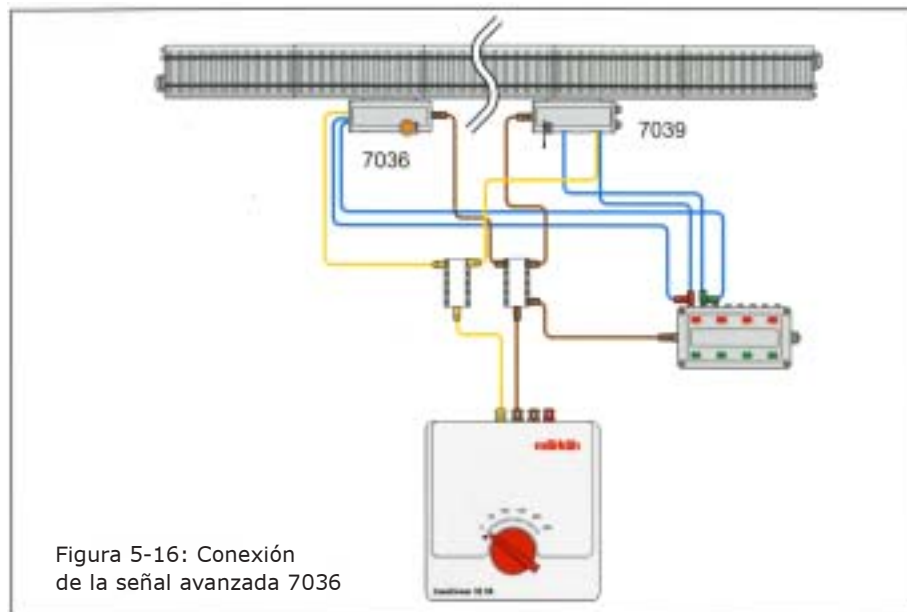 7036
7039
märklin
Figura 5-16: Conexión
de la señal avanzada 7036